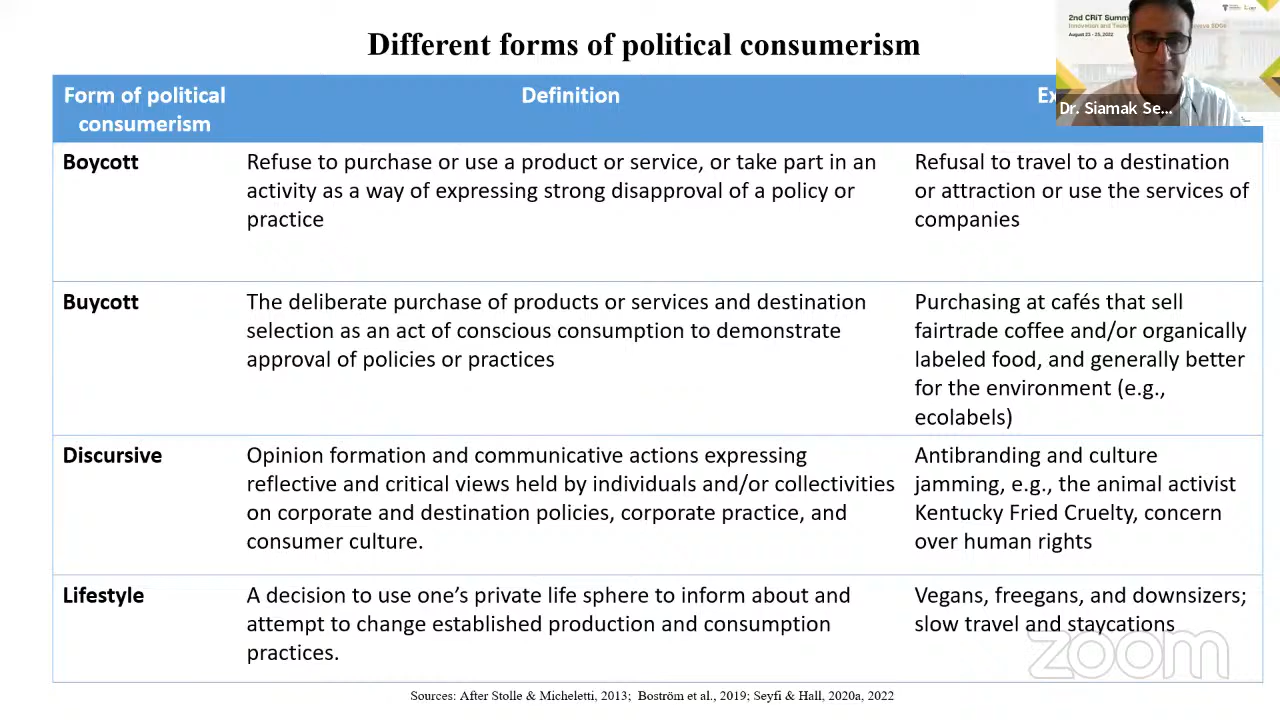 Different forms of political consumerism
2nd CRiT Summ
August 23 - 25, 2022
Dr. Siamak Se...
Form of political
consumerism
Definition
Ex
Boycott
Refuse to purchase or use a product or service, or take part in an
activity as a way of expressing strong disapproval of a policy or
practice
Refusal to travel to a destination
or attraction or use the services of
companies
Buycott
The deliberate purchase of products or services and destination
selection as an act of conscious consumption to demonstrate
approval of policies or practices
Purchasing at cafés that sell
fairtrade coffee and/or organically
labeled food, and generally better
for the environment (e.g.,
ecolabels)
Discursive
Opinion formation and communicative actions expressing
reflective and critical views held by individuals and/or collectivities
on corporate and destination policies, corporate practice, and
consumer culture.
Antibranding and culture
jamming, e.g., the animal activist
Kentucky Fried Cruelty, concern
over human rights
Lifestyle
A decision to use one’s private life sphere to inform about and
attempt to change established production and consumption
practices.
Vegans, freegans, and downsizers;
slow travel and staycations
zoom
Sources: After Stolle & Micheletti, 2013; Boström et al., 2019; Seyfi & Hall, 2020a, 2022